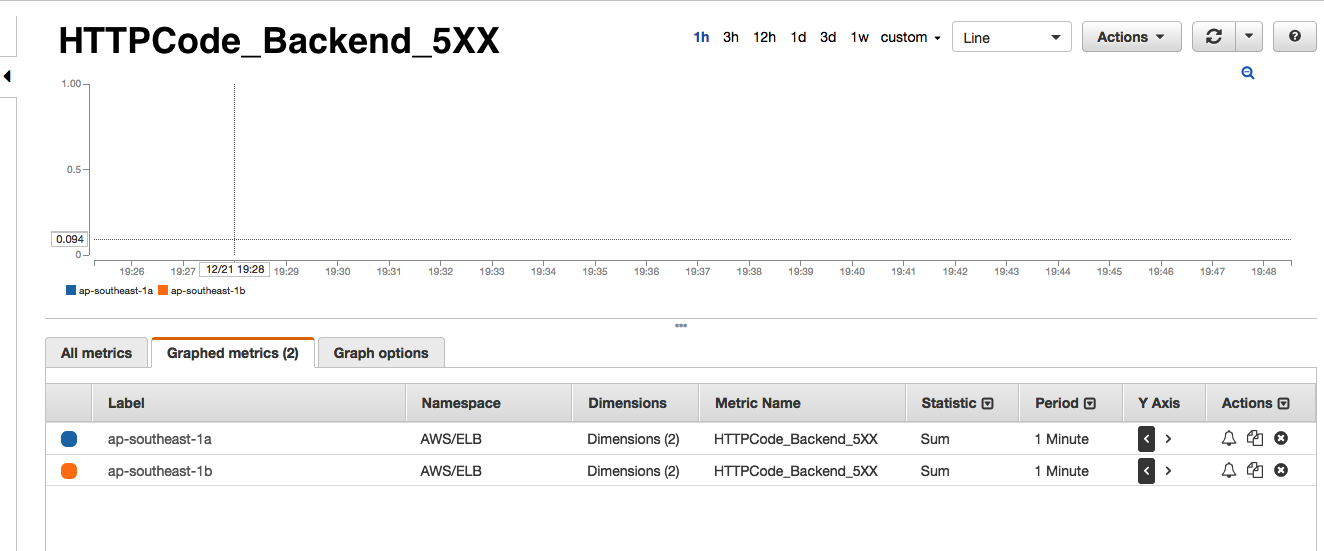 HTTPCode_Backend_5XX
1h 3h 12h 1d 3d 1w custom Line Actions
1.00
0.5
0.094
0
19:26 19:27 12/21 19:28 19:29 19:30 19:31 19:32 19:33 19:34 19:35 19:36 19:37 19:38 19:39 19:40 19:41 19:42 19:43 19:44 19:45 19:46 19:47 19:48
ap-southeast-1a ap-southeast-1b
All metrics Graphed metrics (2) Graph options
Label Namespace Dimensions Metric Name Statistic Period Y Axis Actions
ap-southeast-1a AWS/ELB Dimensions (2) HTTPCode_Backend_5XX Sum 1 Minute
ap-southeast-1b AWS/ELB Dimensions (2) HTTPCode_Backend_5XX Sum 1 Minute